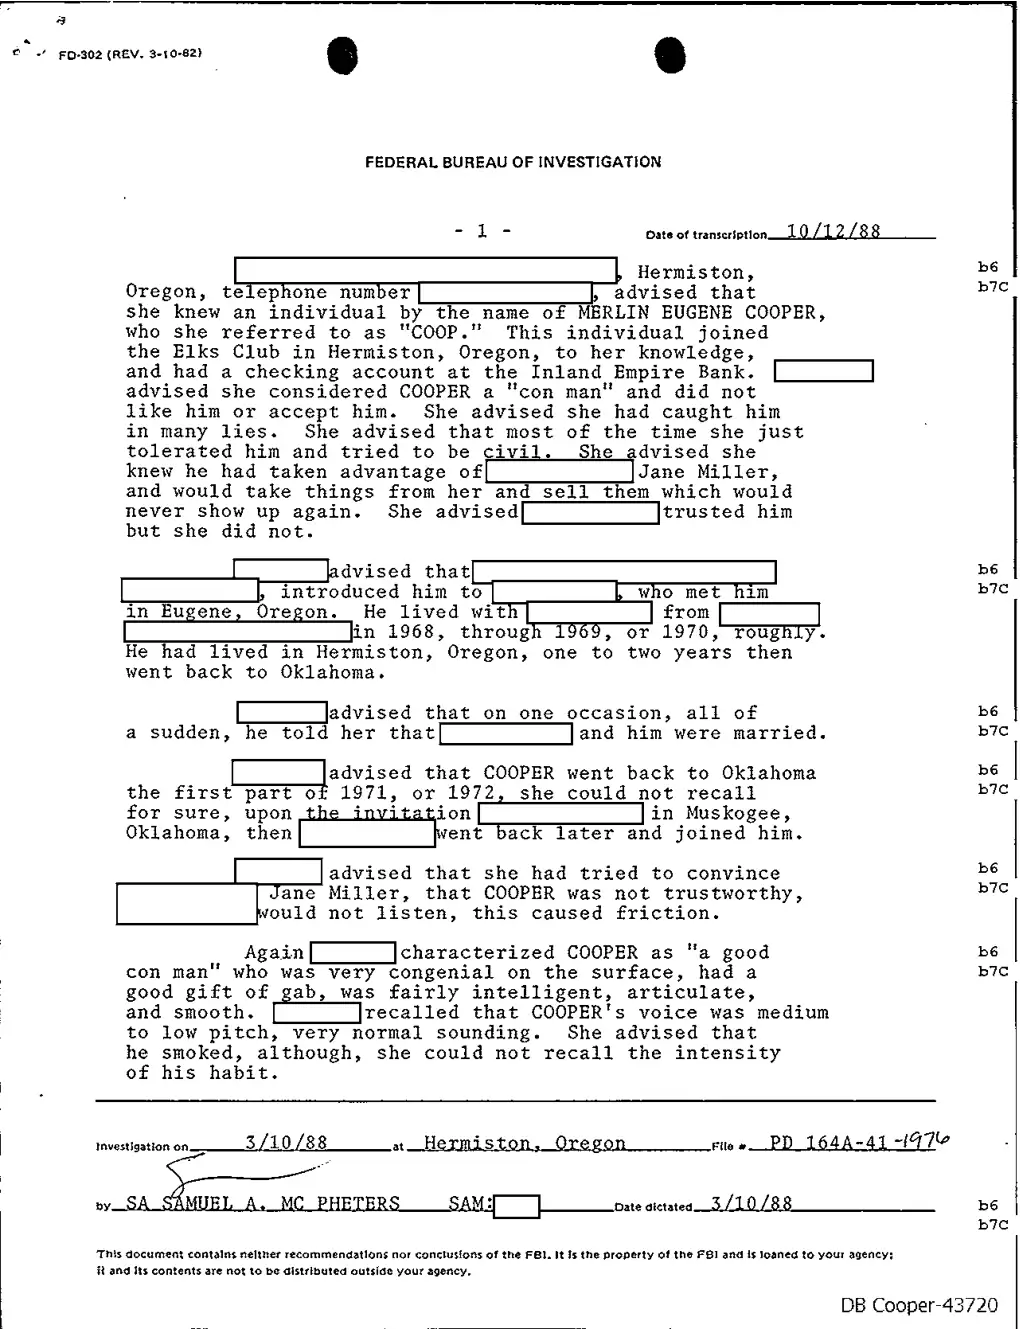 FD-302 (REV. 3-10-82)
FEDERAL BUREAU OF INVESTIGATION
- 1 -
Date of transcription 10/12/88
, Hermiston,
b6
Oregon, telephone number , advised that
b7C
she knew an individual by the name of MERLIN EUGENE COOPER,
who she referred to as "COOP." This individual joined
the Elks Club in Hermiston, Oregon, to her knowledge,
and had a checking account at the Inland Empire Bank.
advised she considered COOPER a "con man" and did not
like him or accept him. She advised she had caught him
in many lies. She advised that most of the time she just
tolerated him and tried to be civil. She advised she
knew he had taken advantage of Jane Miller,
and would take things from her and sell them which would
never show up again. She advised trusted him
but she did not.
advised that
b6
, introduced him to , who met him
b7C
in Eugene, Oregon. He lived with from
in 1968, through 1969, or 1970, roughly.
He had lived in Hermiston, Oregon, one to two years then
went back to Oklahoma.
advised that on one occasion, all of
b6
a sudden, he told her that and him were married.
b7C
advised that COOPER went back to Oklahoma
b6
the first part of 1971, or 1972, she could not recall
b7C
for sure, upon the invitation in Muskogee,
Oklahoma, then went back later and joined him.
advised that she had tried to convince
b6
Jane Miller, that COOPER was not trustworthy,
b7C
would not listen, this caused friction.
Again characterized COOPER as "a good
b6
con man" who was very congenial on the surface, had a
b7C
good gift of gab, was fairly intelligent, articulate,
and smooth. recalled that COOPER's voice was medium
to low pitch, very normal sounding. She advised that
he smoked, although, she could not recall the intensity
of his habit.
Investigation on 3/10/88 at Hermiston, Oregon File # PD 164A-41 -1976
by SA SAMUEL A. MC PHETERS SAM: Date dictated 3/10/88
b6
b7C
This document contains neither recommendations nor conclusions of the FBI. It is the property of the FBI and is loaned to your agency;
it and its contents are not to be distributed outside your agency.
DB Cooper-43720